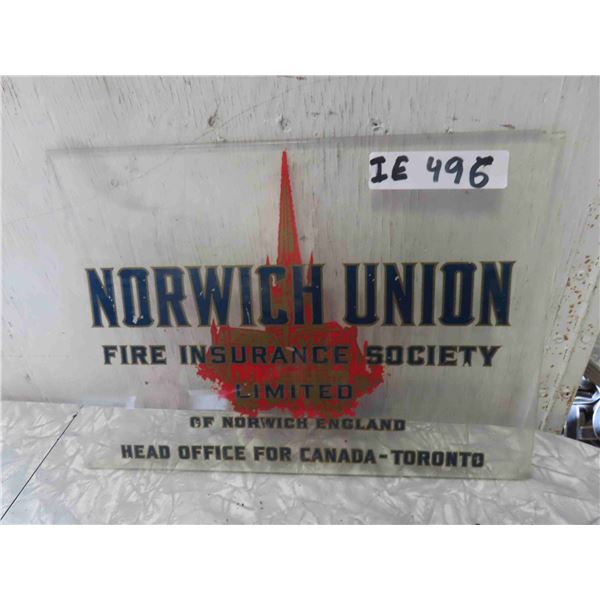 IE 496
NORWICH UNION
FIRE INSURANCE SOCIETY
LIMITED
OF NORWICH ENGLAND
HEAD OFFICE FOR CANADA-TORONTO